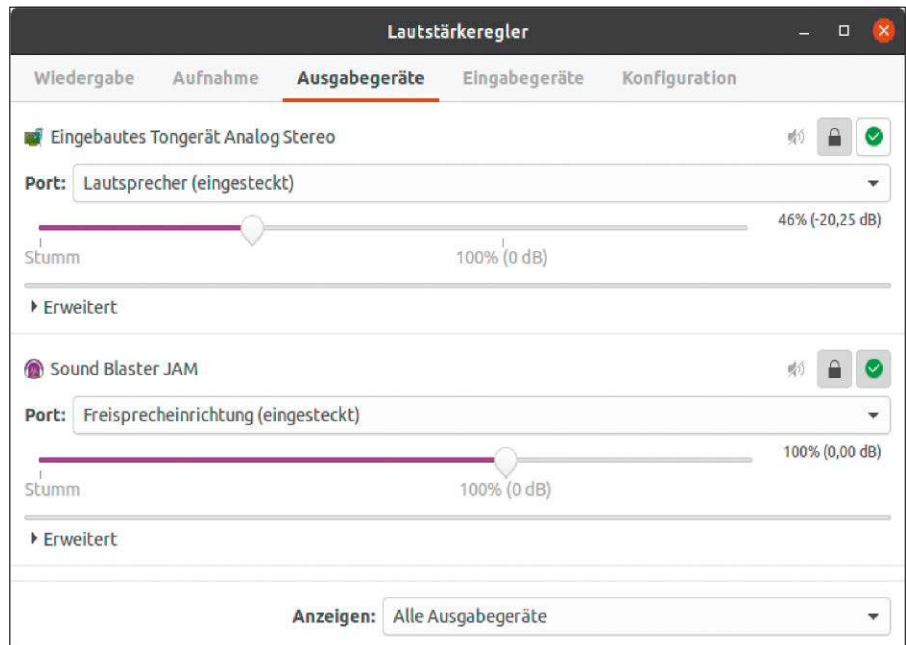 Lautstärkeregler
Wiedergabe Aufnahme Ausgabegeräte Eingabegeräte Konfiguration
Eingebautes Tongerät Analog Stereo
Port: Lautsprecher (eingesteckt)
46% (-20,25 dB)
Stumm 100% (0 dB)
Erweitert
Sound Blaster JAM
Port: Freisprecheinrichtung (eingesteckt)
100% (0,00 dB)
Stumm 100% (0 dB)
Erweitert
Anzeigen: Alle Ausgabegeräte